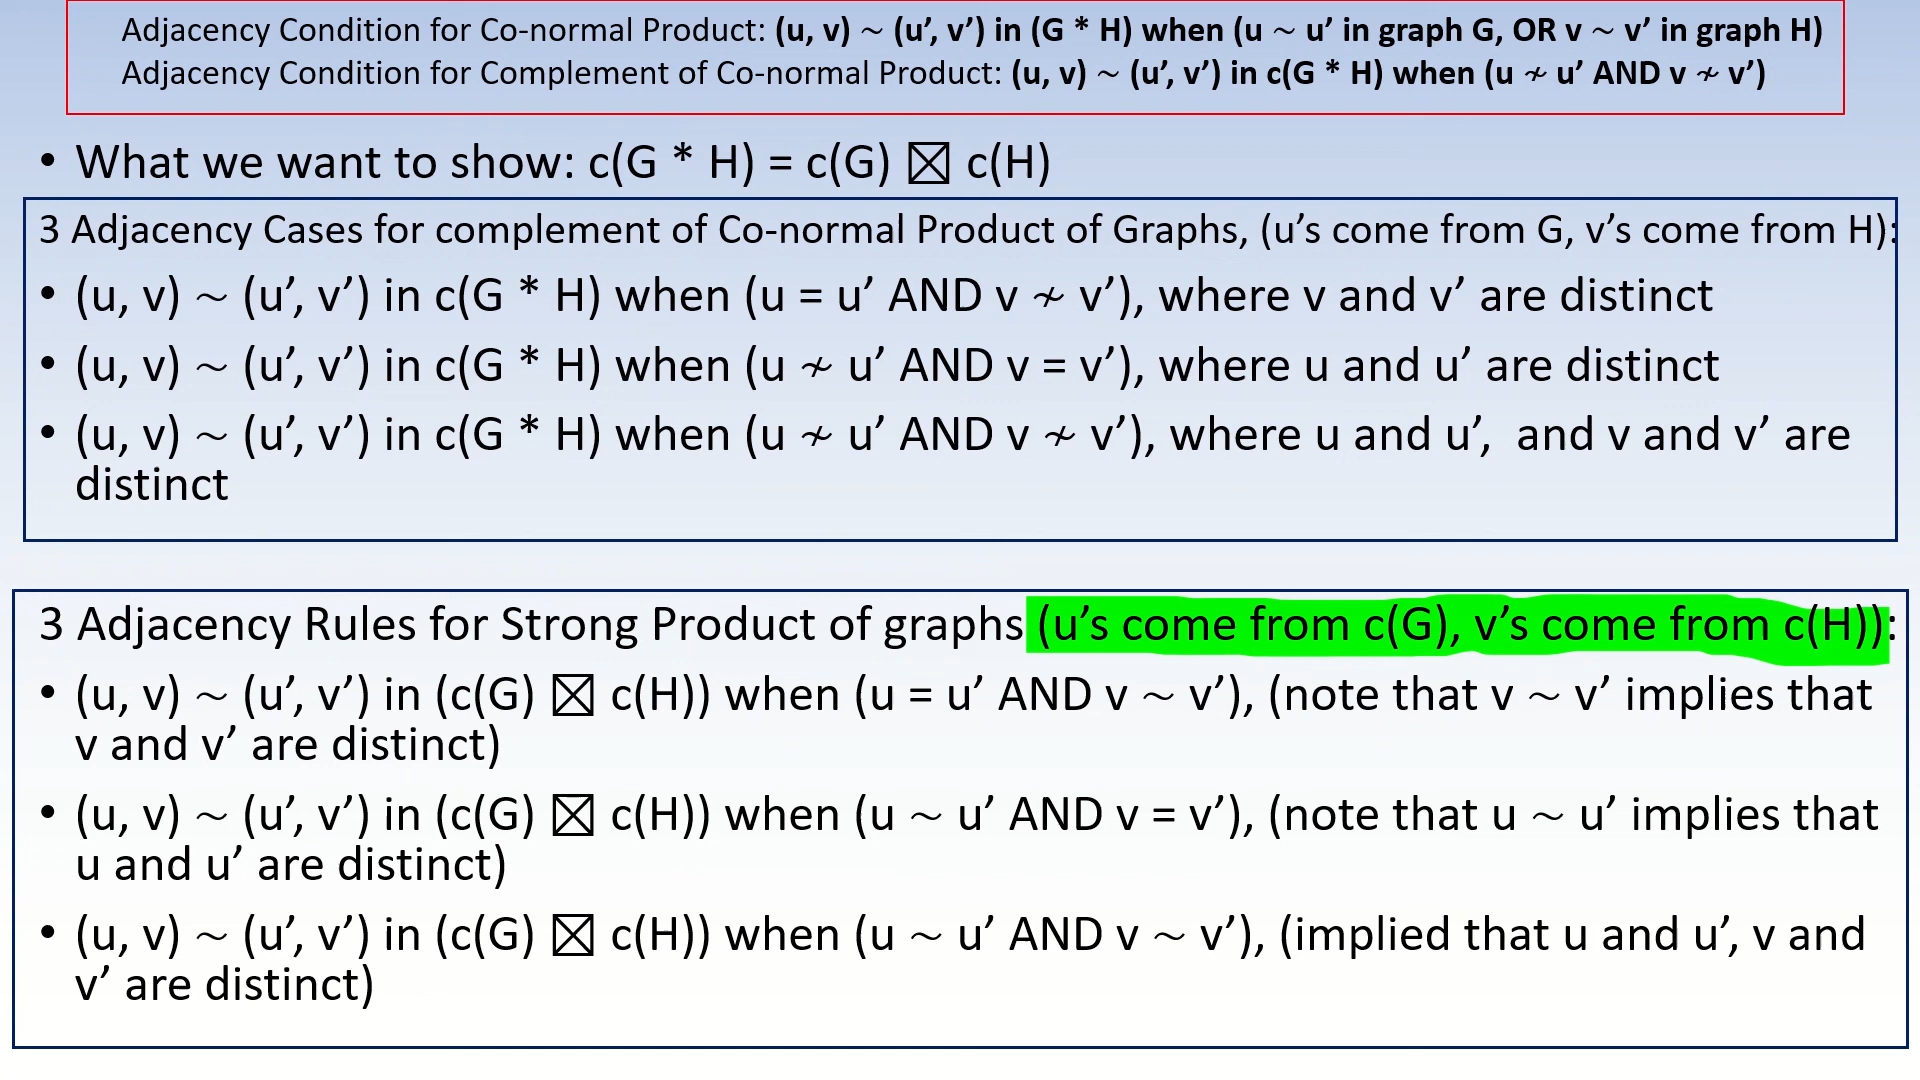 Adjacency Condition for Co-normal Product: (u, v) ~ (u’, v’) in (G * H) when (u ~ u’ in graph G, OR v ~ v’ in graph H)
Adjacency Condition for Complement of Co-normal Product: (u, v) ~ (u’, v’) in c(G * H) when (u ≁ u’ AND v ≁ v’)
• What we want to show: c(G * H) = c(G) ⊠ c(H)
3 Adjacency Cases for complement of Co-normal Product of Graphs, (u’s come from G, v’s come from H):
• (u, v) ~ (u’, v’) in c(G * H) when (u = u’ AND v ≁ v’), where v and v’ are distinct
• (u, v) ~ (u’, v’) in c(G * H) when (u ≁ u’ AND v = v’), where u and u’ are distinct
• (u, v) ~ (u’, v’) in c(G * H) when (u ≁ u’ AND v ≁ v’), where u and u’,  and v and v’ are
distinct
3 Adjacency Rules for Strong Product of graphs (u’s come from c(G), v’s come from c(H)):
• (u, v) ~ (u’, v’) in (c(G) ⊠ c(H)) when (u = u’ AND v ~ v’), (note that v ~ v’ implies that
v and v’ are distinct)
• (u, v) ~ (u’, v’) in (c(G) ⊠ c(H)) when (u ~ u’ AND v = v’), (note that u ~ u’ implies that
u and u’ are distinct)
• (u, v) ~ (u’, v’) in (c(G) ⊠ c(H)) when (u ~ u’ AND v ~ v’), (implied that u and u’, v and
v’ are distinct)